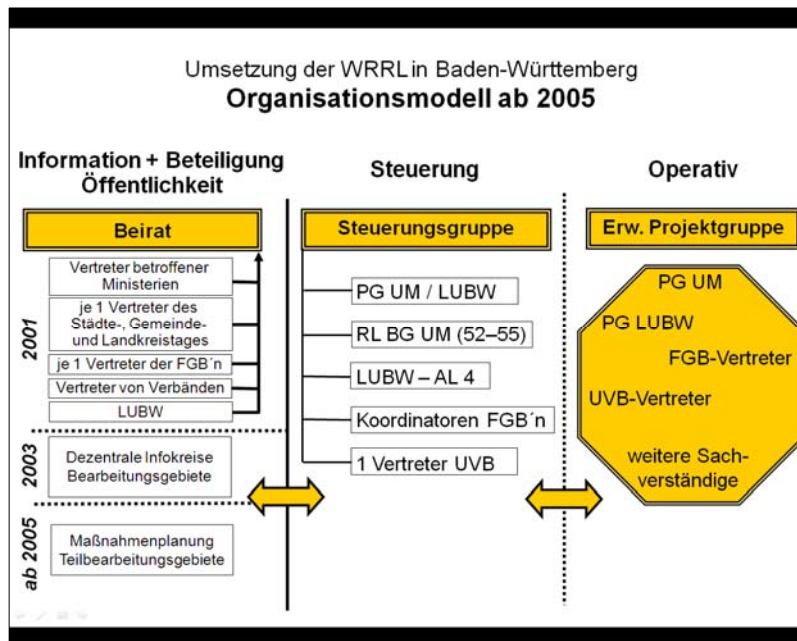 Umsetzung der WRRL in Baden-Württemberg
Organisationsmodell ab 2005
Information + Beteiligung
Öffentlichkeit
Beirat
2001
Vertreter betroffener
Ministerien
je 1 Vertreter des
Städte-, Gemeinde-
und Landkreistages
je 1 Vertreter der FGB´n
Vertreter von Verbänden
LUBW
2003
Dezentrale Infokreise
Bearbeitungsgebiete
ab 2005
Maßnahmenplanung
Teilbearbeitungsgebiete
Steuerung
Steuerungsgruppe
PG UM / LUBW
RL BG UM (52–55)
LUBW – AL 4
Koordinatoren FGB´n
1 Vertreter UVB
Operativ
Erw. Projektgruppe
PG UM
PG LUBW
FGB-Vertreter
UVB-Vertreter
weitere Sach-
verständige